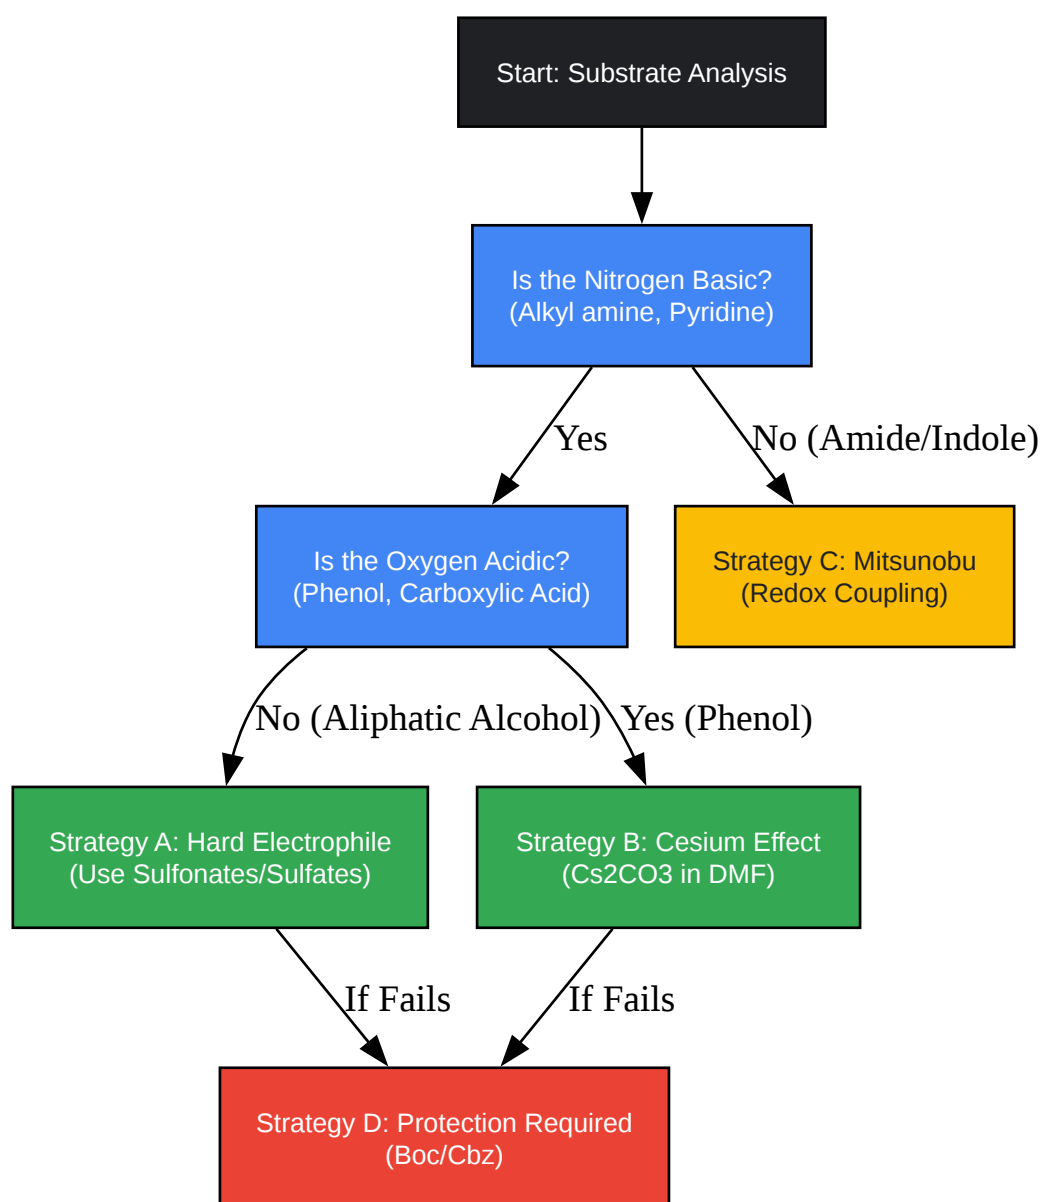 Start: Substrate Analysis
Is the Nitrogen Basic?
(Alkyl amine, Pyridine)
Yes
No (Amide/Indole)
Is the Oxygen Acidic?
(Phenol, Carboxylic Acid)
Strategy C: Mitsunobu
(Redox Coupling)
No (Aliphatic Alcohol)
Yes (Phenol)
Strategy A: Hard Electrophile
(Use Sulfonates/Sulfates)
Strategy B: Cesium Effect
(Cs2CO3 in DMF)
If Fails
If Fails
Strategy D: Protection Required
(Boc/Cbz)